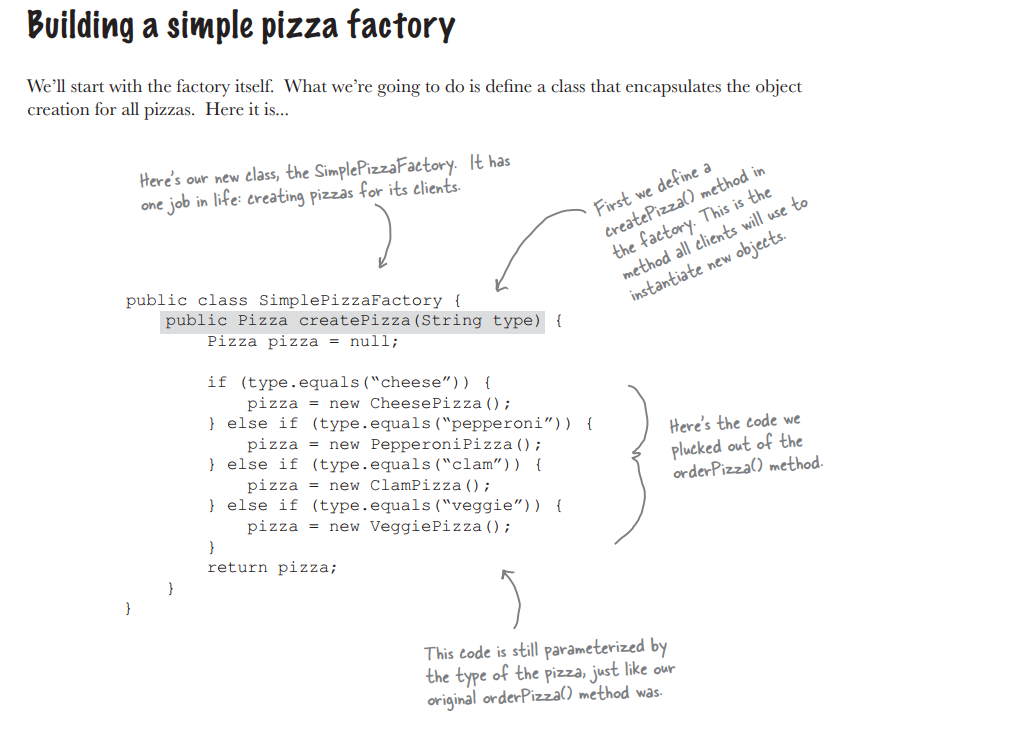 Building a simple pizza factory
We’ll start with the factory itself.  What we’re going to do is define a class that encapsulates the object
creation for all pizzas.  Here it is...
Here’s our new class, the SimplePizzaFactory.  It has
one job in life: creating pizzas for its clients.
First we define a
createPizza() method in
the factory. This is the
method all clients will use to
instantiate new objects.
public class SimplePizzaFactory {
public Pizza createPizza(String type) {
Pizza pizza = null;
if (type.equals(“cheese”)) {
pizza = new CheesePizza();
} else if (type.equals(“pepperoni”)) {
pizza = new PepperoniPizza();
} else if (type.equals(“clam”)) {
pizza = new ClamPizza();
} else if (type.equals(“veggie”)) {
pizza = new VeggiePizza();
}
return pizza;
}
}
Here’s the code we
plucked out of the
orderPizza() method.
This code is still parameterized by
the type of the pizza, just like our
original orderPizza() method was.